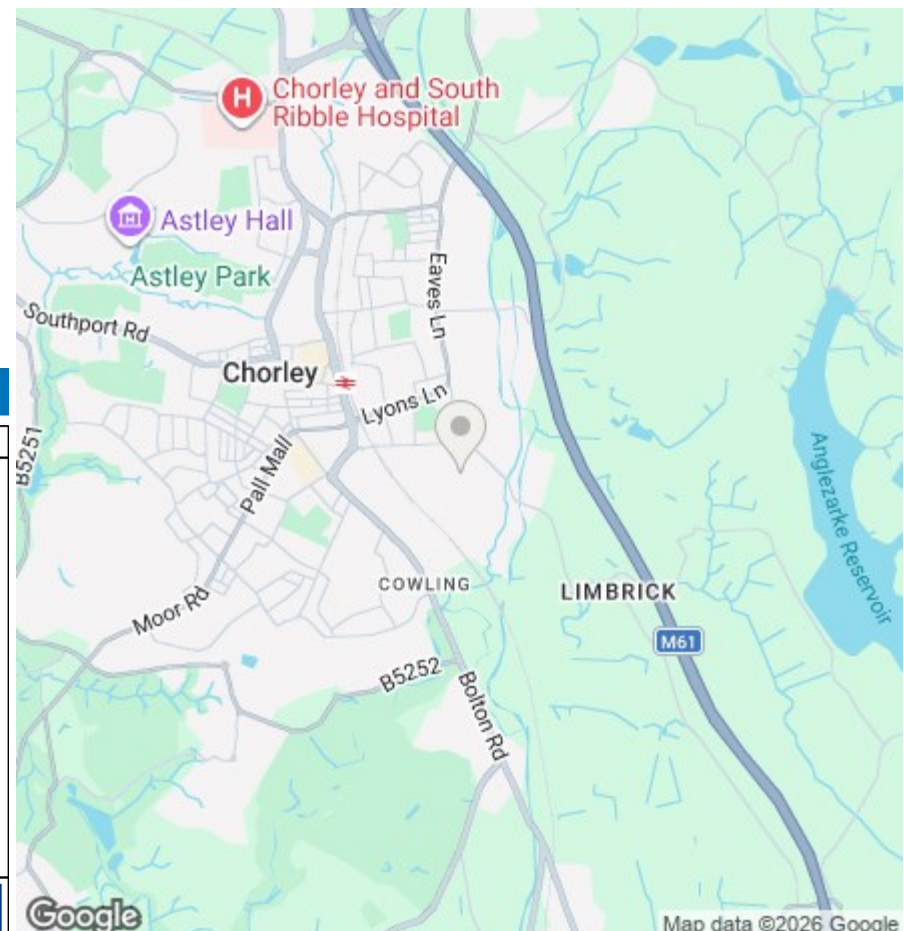 H
Chorley and South
Ribble Hospital
Astley Hall
Astley Park
Eaves Ln
Southport Rd
Chorley
Lyons Ln
B5251
Pall Mall
Anglezarke Reservoir
COWLING
LIMBRICK
Moor Rd
M61
B5252
Bolton Rd
Google
Map data ©2026 Google